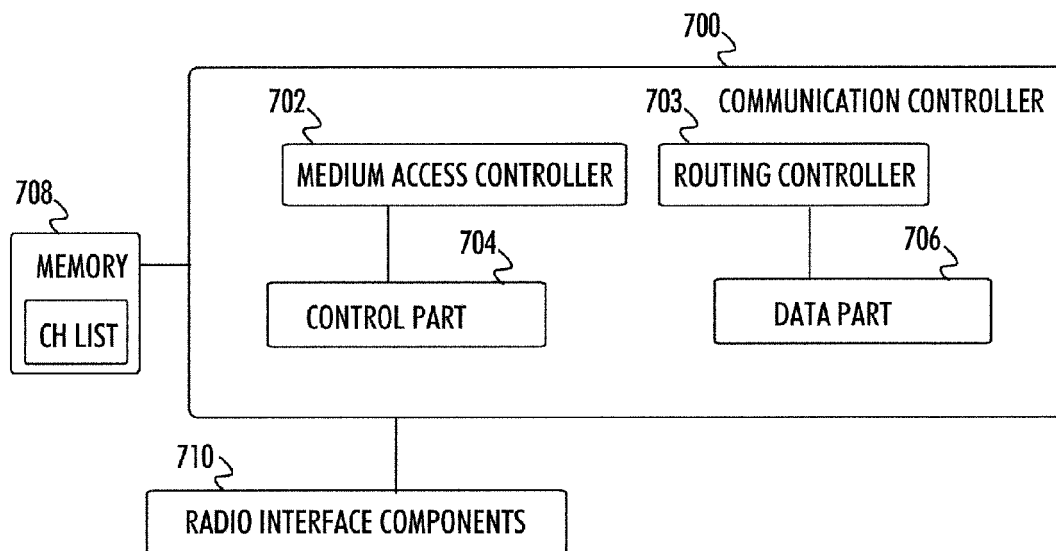 700
702
703
COMMUNICATION CONTROLLER
MEDIUM ACCESS CONTROLLER
ROUTING CONTROLLER
708
704
706
MEMORY
CH LIST
CONTROL PART
DATA PART
710
RADIO INTERFACE COMPONENTS